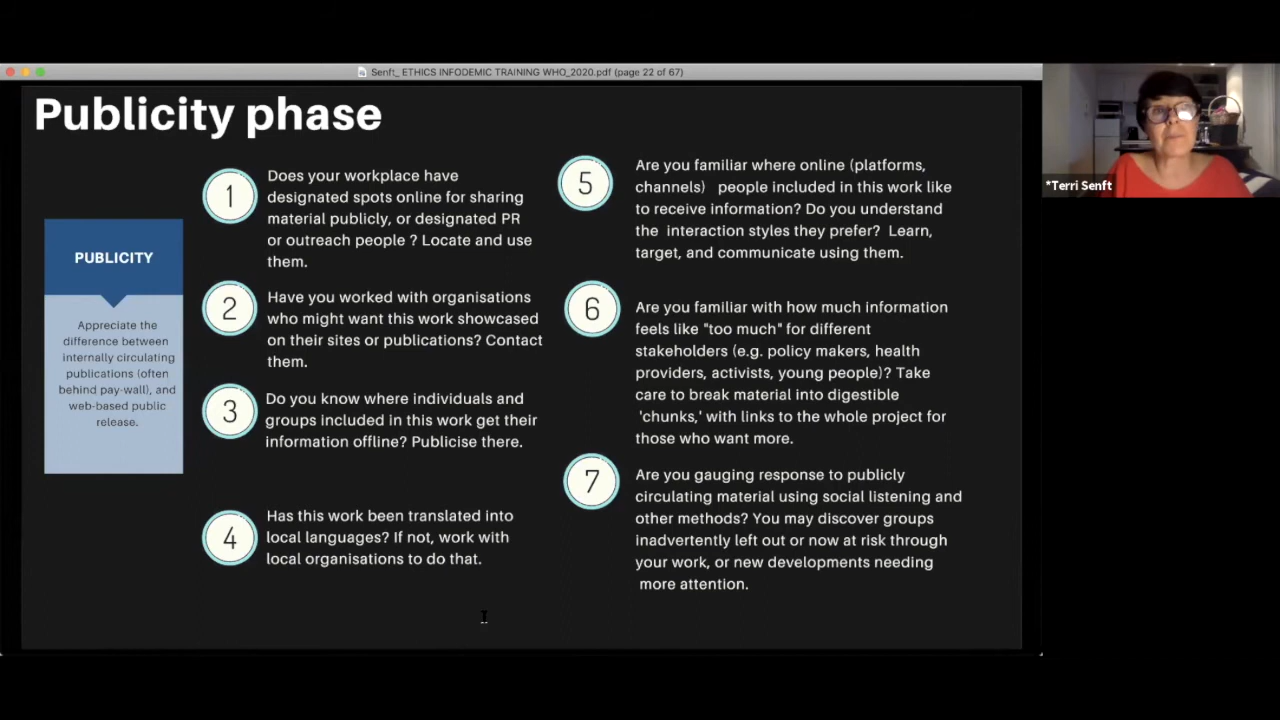 Senft_ ETHICS INFODEMIC TRAINING WHO_2020.pdf (page 22 of 67)
Publicity phase
PUBLICITY
Appreciate the
difference between
internally circulating
publications (often
behind pay-wall), and
web-based public
release.
1
Does your workplace have
designated spots online for sharing
material publicly, or designated PR
or outreach people ? Locate and use
them.
2
Have you worked with organisations
who might want this work showcased
on their sites or publications? Contact
them.
3
Do you know where individuals and
groups included in this work get their
information offline? Publicise there.
4
Has this work been translated into
local languages? If not, work with
local organisations to do that.
5
Are you familiar where online (platforms,
channels) people included in this work like
to receive information? Do you understand
the interaction styles they prefer? Learn,
target, and communicate using them.
6
Are you familiar with how much information
feels like "too much" for different
stakeholders (e.g. policy makers, health
providers, activists, young people)? Take
care to break material into digestible
'chunks,' with links to the whole project for
those who want more.
7
Are you gauging response to publicly
circulating material using social listening and
other methods? You may discover groups
inadvertently left out or now at risk through
your work, or new developments needing
more attention.
*Terri Senft